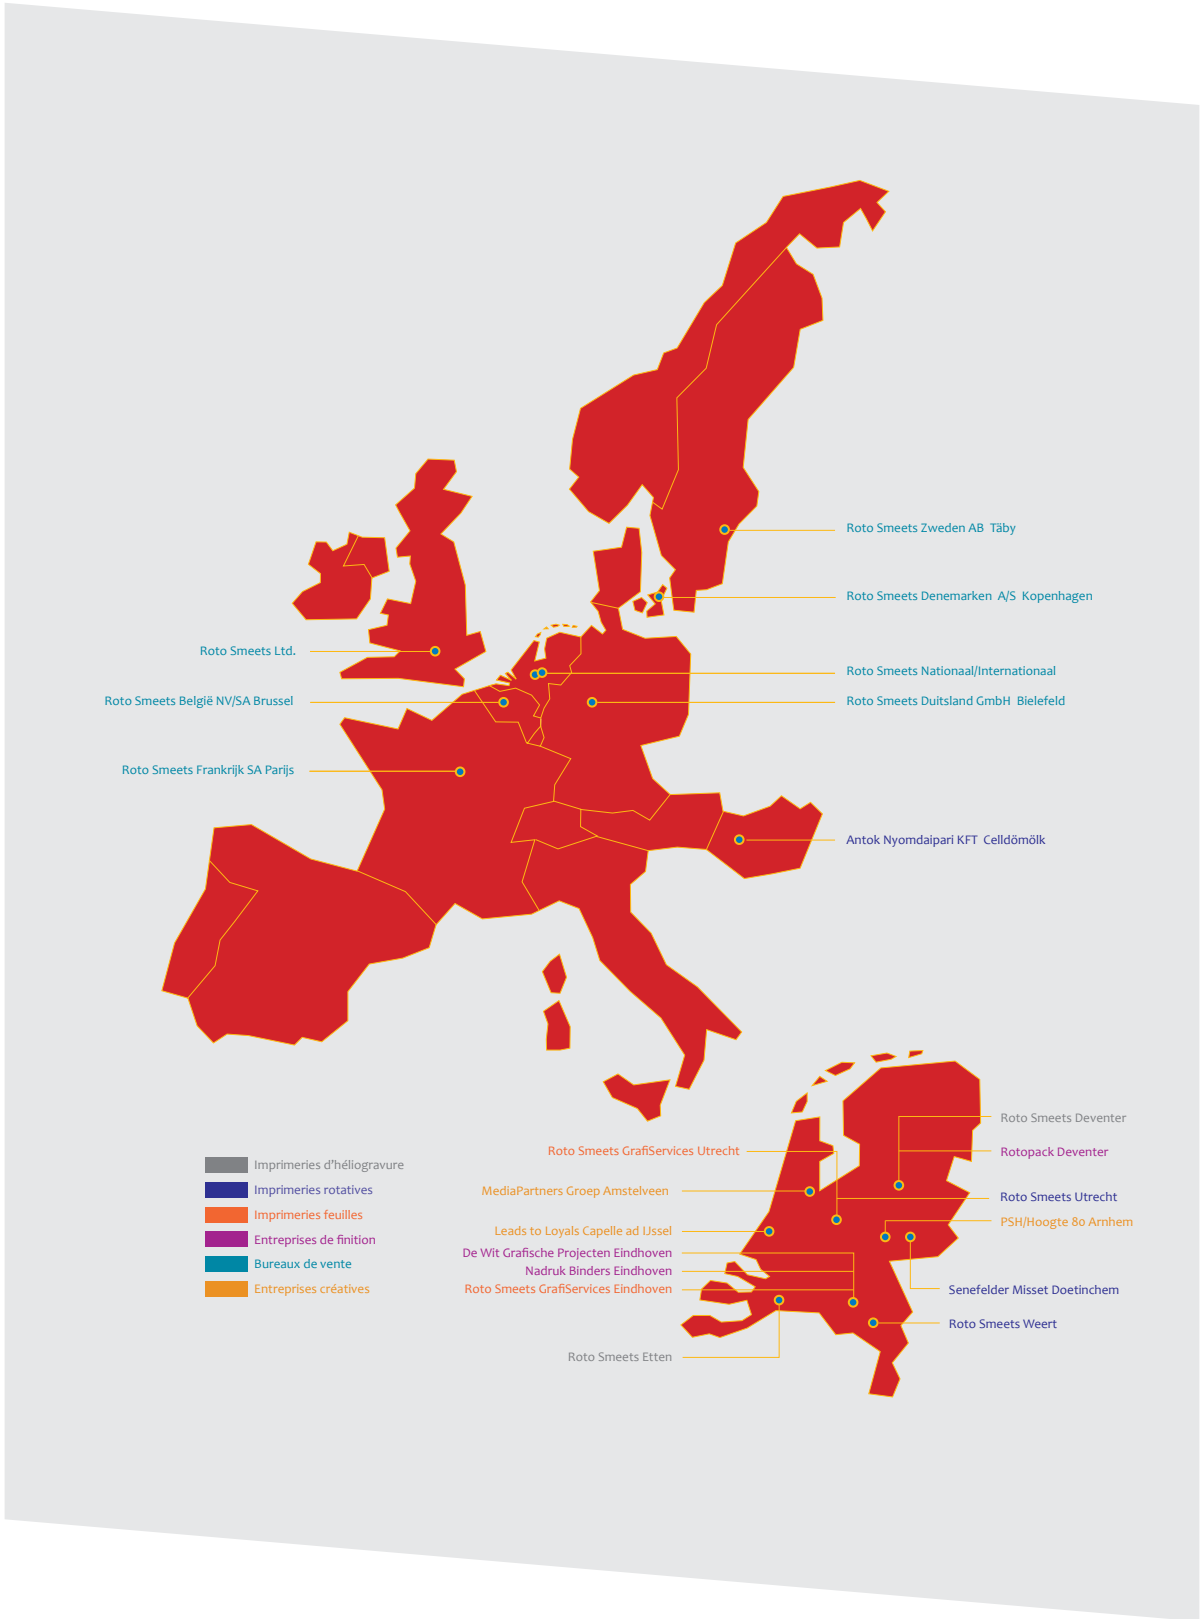 Roto Smeets Zweden AB Täby
Roto Smeets Denemarken A/S Kopenhagen
Roto Smeets Ltd.
Roto Smeets Nationaal/Internationaal
Roto Smeets België NV/SA Brussel
Roto Smeets Duitsland GmbH Bielefeld
Roto Smeets Frankrijk SA Parijs
Antok Nyomdaipari KFT Celldömölk
Roto Smeets Deventer
Roto Smeets GrafiServices Utrecht
Rotopack Deventer
Imprimeries d'héliogravure
Imprimeries rotatives
Imprimeries feuilles
Entreprises de finition
Bureaux de vente
Entreprises créatives
MediaPartners Groep Amstelveen
Roto Smeets Utrecht
PSH/Hoogte 80 Arnhem
Leads to Loyals Capelle ad IJssel
De Wit Grafische Projecten Eindhoven
Nadruk Binders Eindhoven
Roto Smeets GrafiServices Eindhoven
Senefelder Misset Doetinchem
Roto Smeets Weert
Roto Smeets Etten